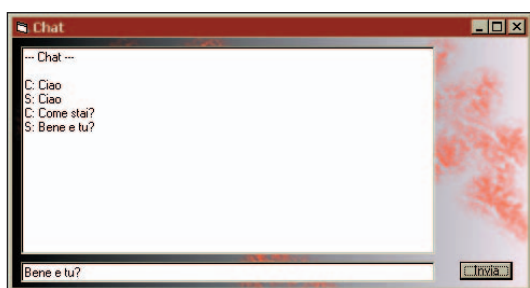 Chat
--- Chat ---
C: Ciao
S: Ciao
C: Come stai?
S: Bene e tu?
Bene e tu?
Invia